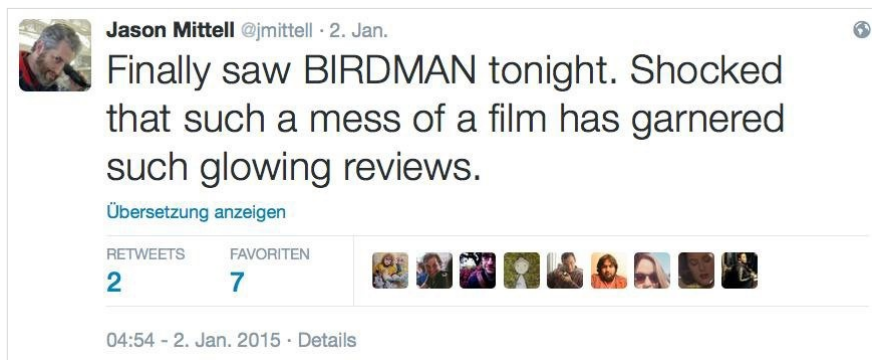 Jason Mittell @jmittell · 2. Jan.
Finally saw BIRDMAN tonight. Shocked
that such a mess of a film has garnered
such glowing reviews.
Übersetzung anzeigen
RETWEETS FAVORITEN
2 7
04:54 - 2. Jan. 2015 · Details